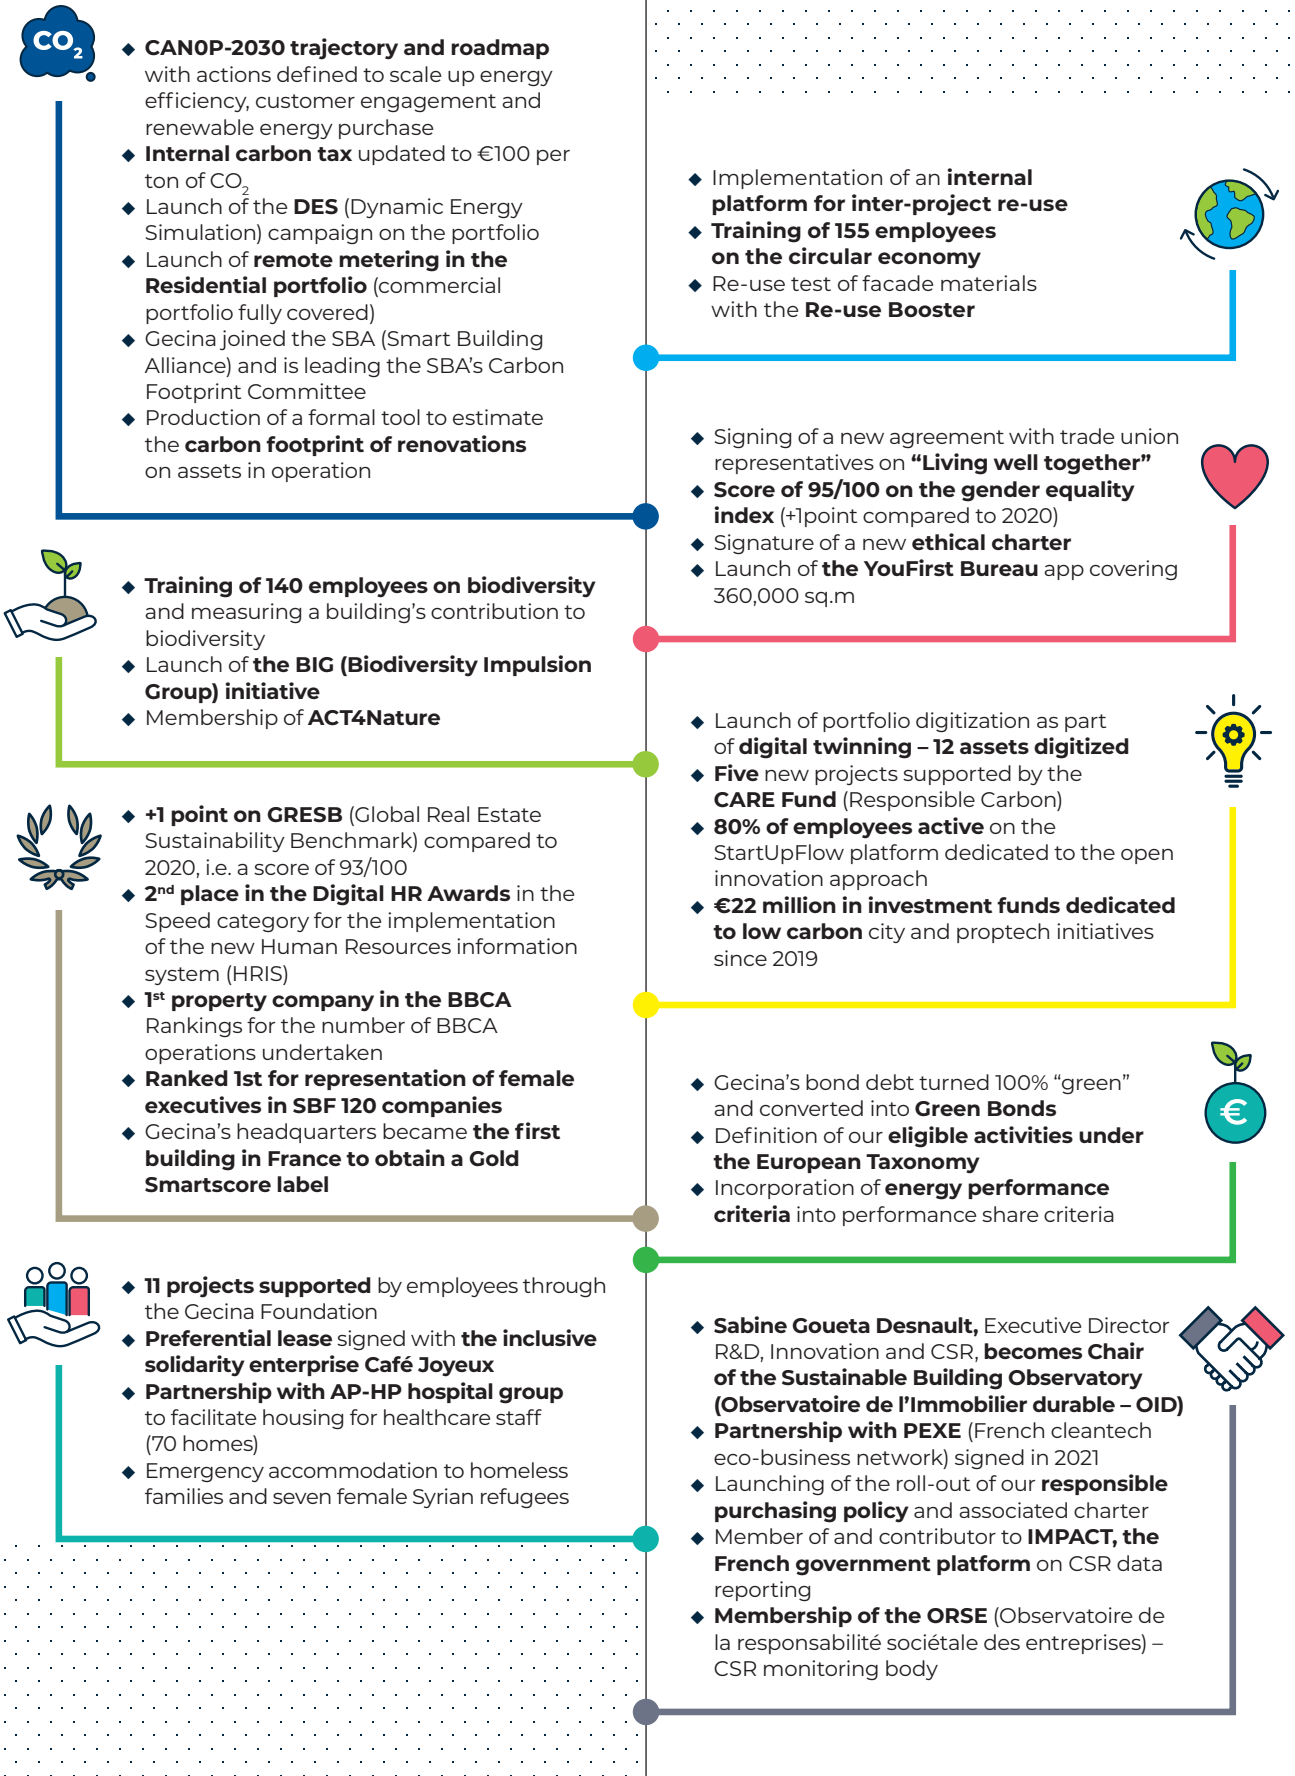 CO2
◆ CAN0P-2030 trajectory and roadmap
with actions defined to scale up energy
efficiency, customer engagement and
renewable energy purchase
◆ Internal carbon tax updated to €100 per
ton of CO2
◆ Launch of the DES (Dynamic Energy
Simulation) campaign on the portfolio
◆ Launch of remote metering in the
Residential portfolio (commercial
portfolio fully covered)
◆ Gecina joined the SBA (Smart Building
Alliance) and is leading the SBA's Carbon
Footprint Committee
◆ Production of a formal tool to estimate
the carbon footprint of renovations
on assets in operation
◆ Implementation of an internal
platform for inter-project re-use
◆ Training of 155 employees
on the circular economy
◆ Re-use test of facade materials
with the Re-use Booster
◆ Signing of a new agreement with trade union
representatives on “Living well together”
◆ Score of 95/100 on the gender equality
index (+1point compared to 2020)
◆ Signature of a new ethical charter
◆ Launch of the YouFirst Bureau app covering
360,000 sq.m
◆ Training of 140 employees on biodiversity
and measuring a building's contribution to
biodiversity
◆ Launch of the BIG (Biodiversity Impulsion
Group) initiative
◆ Membership of ACT4Nature
◆ Launch of portfolio digitization as part
of digital twinning – 12 assets digitized
◆ Five new projects supported by the
CARE Fund (Responsible Carbon)
◆ 80% of employees active on the
StartUpFlow platform dedicated to the open
innovation approach
◆ €22 million in investment funds dedicated
to low carbon city and proptech initiatives
since 2019
◆ +1 point on GRESB (Global Real Estate
Sustainability Benchmark) compared to
2020, i.e. a score of 93/100
◆ 2nd place in the Digital HR Awards in the
Speed category for the implementation
of the new Human Resources information
system (HRIS)
◆ 1st property company in the BBCA
Rankings for the number of BBCA
operations undertaken
◆ Ranked 1st for representation of female
executives in SBF 120 companies
◆ Gecina's headquarters became the first
building in France to obtain a Gold
Smartscore label
€
◆ Gecina's bond debt turned 100% “green”
and converted into Green Bonds
◆ Definition of our eligible activities under
the European Taxonomy
◆ Incorporation of energy performance
criteria into performance share criteria
◆ 11 projects supported by employees through
the Gecina Foundation
◆ Preferential lease signed with the inclusive
solidarity enterprise Café Joyeux
◆ Partnership with AP-HP hospital group
to facilitate housing for healthcare staff
(70 homes)
◆ Emergency accommodation to homeless
families and seven female Syrian refugees
◆ Sabine Goueta Desnault, Executive Director
R&D, Innovation and CSR, becomes Chair
of the Sustainable Building Observatory
(Observatoire de l'Immobilier durable – OID)
◆ Partnership with PEXE (French cleantech
eco-business network) signed in 2021
◆ Launching of the roll-out of our responsible
purchasing policy and associated charter
◆ Member of and contributor to IMPACT, the
French government platform on CSR data
reporting
◆ Membership of the ORSE (Observatoire de
la responsabilité sociétale des entreprises) –
CSR monitoring body